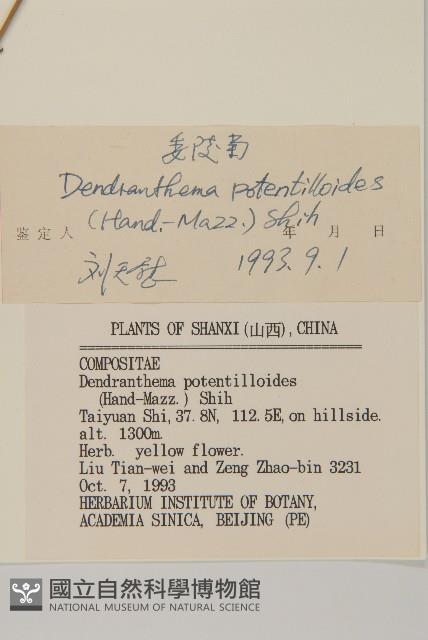 委陵菊
Dendranthema potentilloides
(Hand.-Mazz.) Shih
鉴定人 年 月 日
1993.9.1
PLANTS OF SHANXI(山西), CHINA
COMPOSITAE
Dendranthema potentilloides
(Hand-Mazz.) Shih
Taiyuan Shi, 37.8N, 112.5E, on hillside.
alt. 1300m.
Herb. yellow flower.
Liu Tian-wei and Zeng Zhao-bin 3231
Oct. 7, 1993
HERBARIUM INSTITUTE OF BOTANY,
ACADEMIA SINICA, BEIJING (PE)
國立自然科學博物館
NATIONAL MUSEUM OF NATURAL SCIENCE